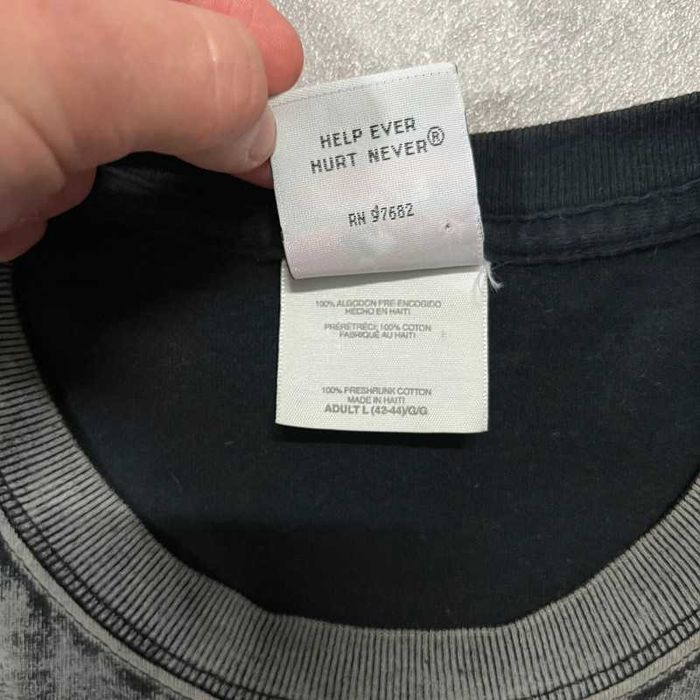 HELP EVER
HURT NEVER®
RN 97682
100% ALGODON PRE-ENCOGIDO
HECHO EN HAITI
PRÉRÉTRÉCI; 100% COTON
FABRIQUÉ AU HAITI
100% PRESHRUNK COTTON
MADE IN HAITI
ADULT L (42-44)/G/G